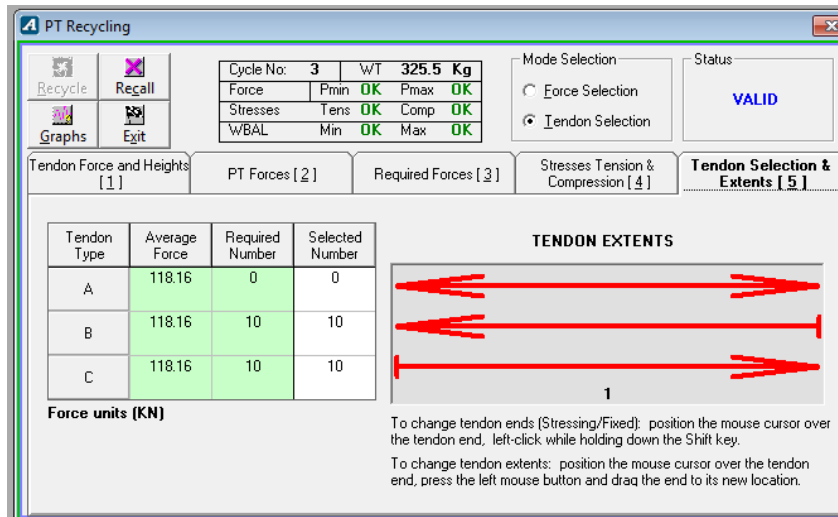 PT Recycling
Recycle
Recall
Graphs
Exit
Cycle No: 3 WT 325.5 Kg
Force Pmin OK Pmax OK
Stresses Tens OK Comp OK
WBAL Min OK Max OK
Mode Selection
Force Selection
Tendon Selection
Status
VALID
Tendon Force and Heights
[ 1 ]
PT Forces [ 2 ]
Required Forces [ 3 ]
Stresses Tension &
Compression [ 4 ]
Tendon Selection &
Extents [ 5 ]
Tendon Average Required Selected
Type Force Number Number
A 118.16 0 0
B 118.16 10 10
C 118.16 10 10
Force units (KN)
TENDON EXTENTS
1
To change tendon ends (Stressing/Fixed): position the mouse cursor over
the tendon end, left-click while holding down the Shift key.
To change tendon extents: position the mouse cursor over the tendon
end, press the left mouse button and drag the end to its new location.